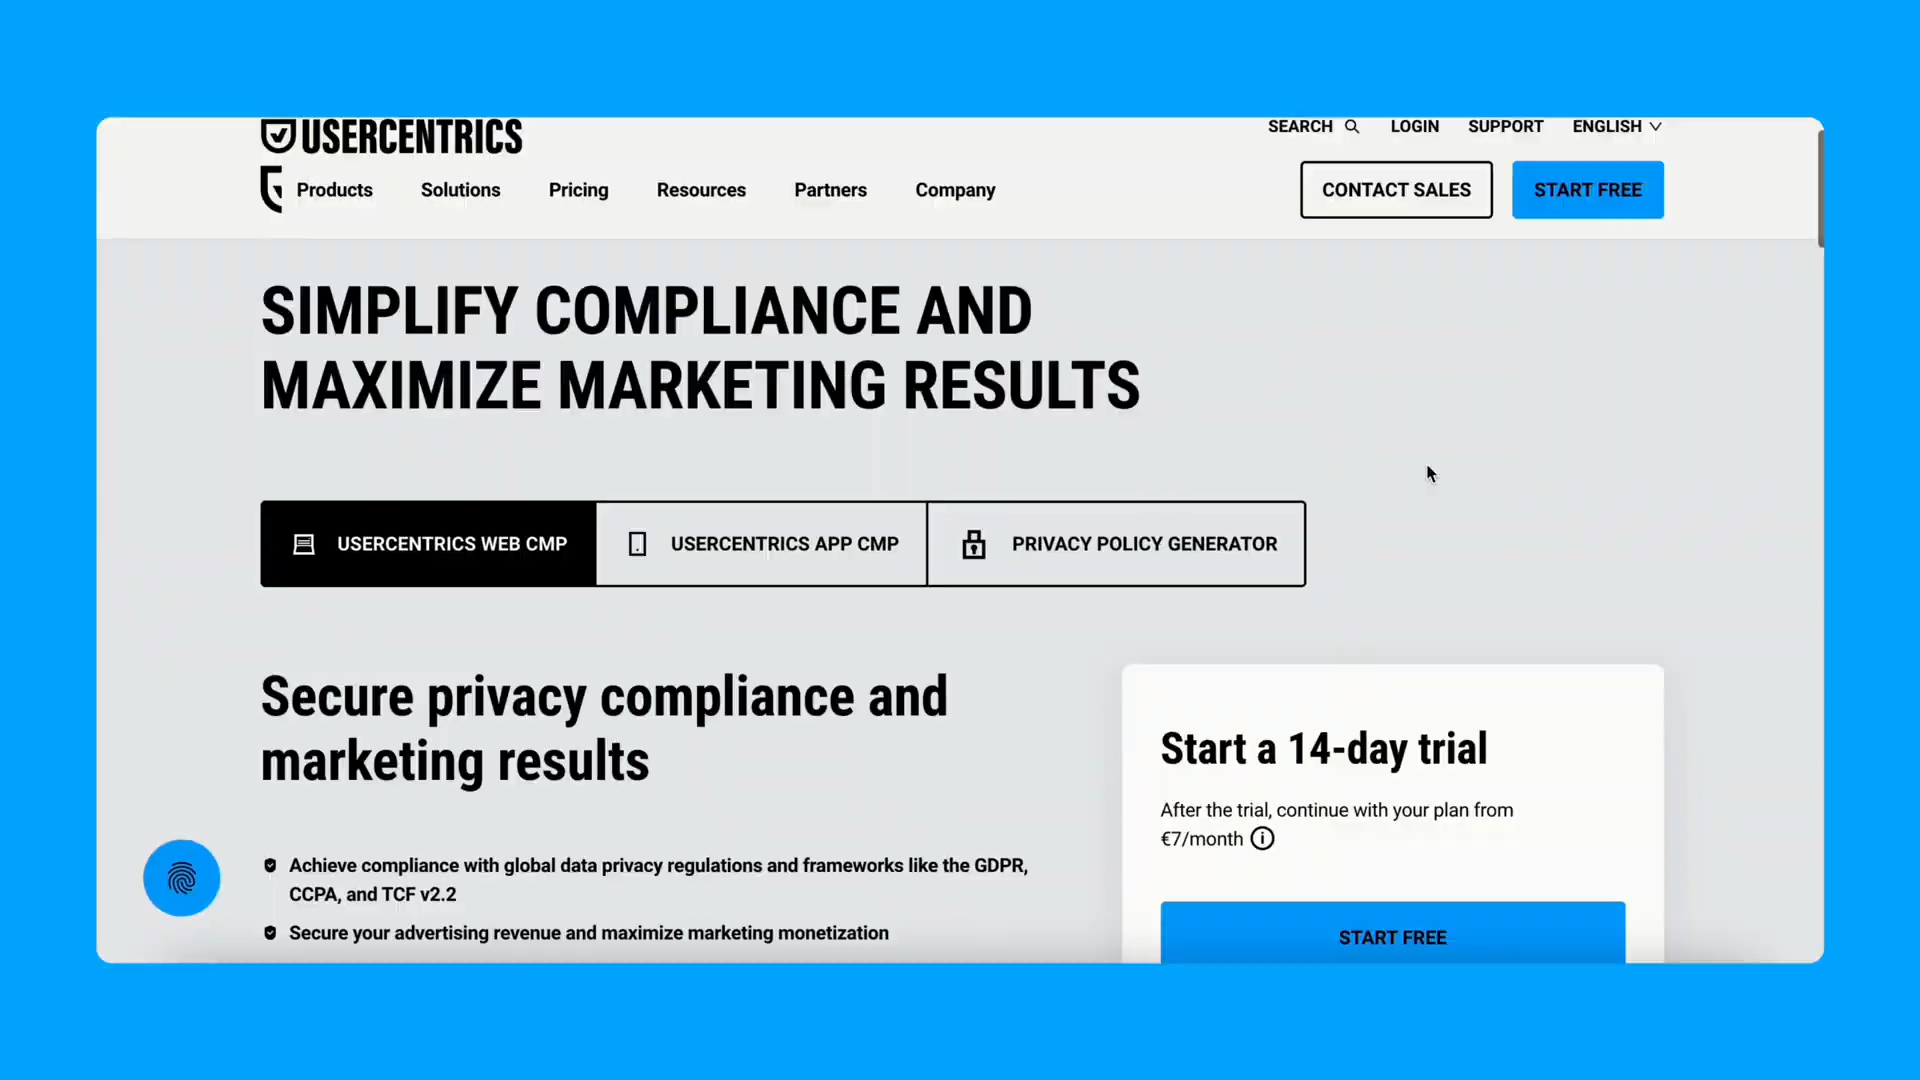 USERCENTRICS
SEARCH LOGIN SUPPORT ENGLISH
Products Solutions Pricing Resources Partners Company
CONTACT SALES START FREE
SIMPLIFY COMPLIANCE AND
MAXIMIZE MARKETING RESULTS
USERCENTRICS WEB CMP USERCENTRICS APP CMP PRIVACY POLICY GENERATOR
Secure privacy compliance and
marketing results
Achieve compliance with global data privacy regulations and frameworks like the GDPR,
CCPA, and TCF v2.2
Secure your advertising revenue and maximize marketing monetization
Start a 14-day trial
After the trial, continue with your plan from
€7/month
START FREE